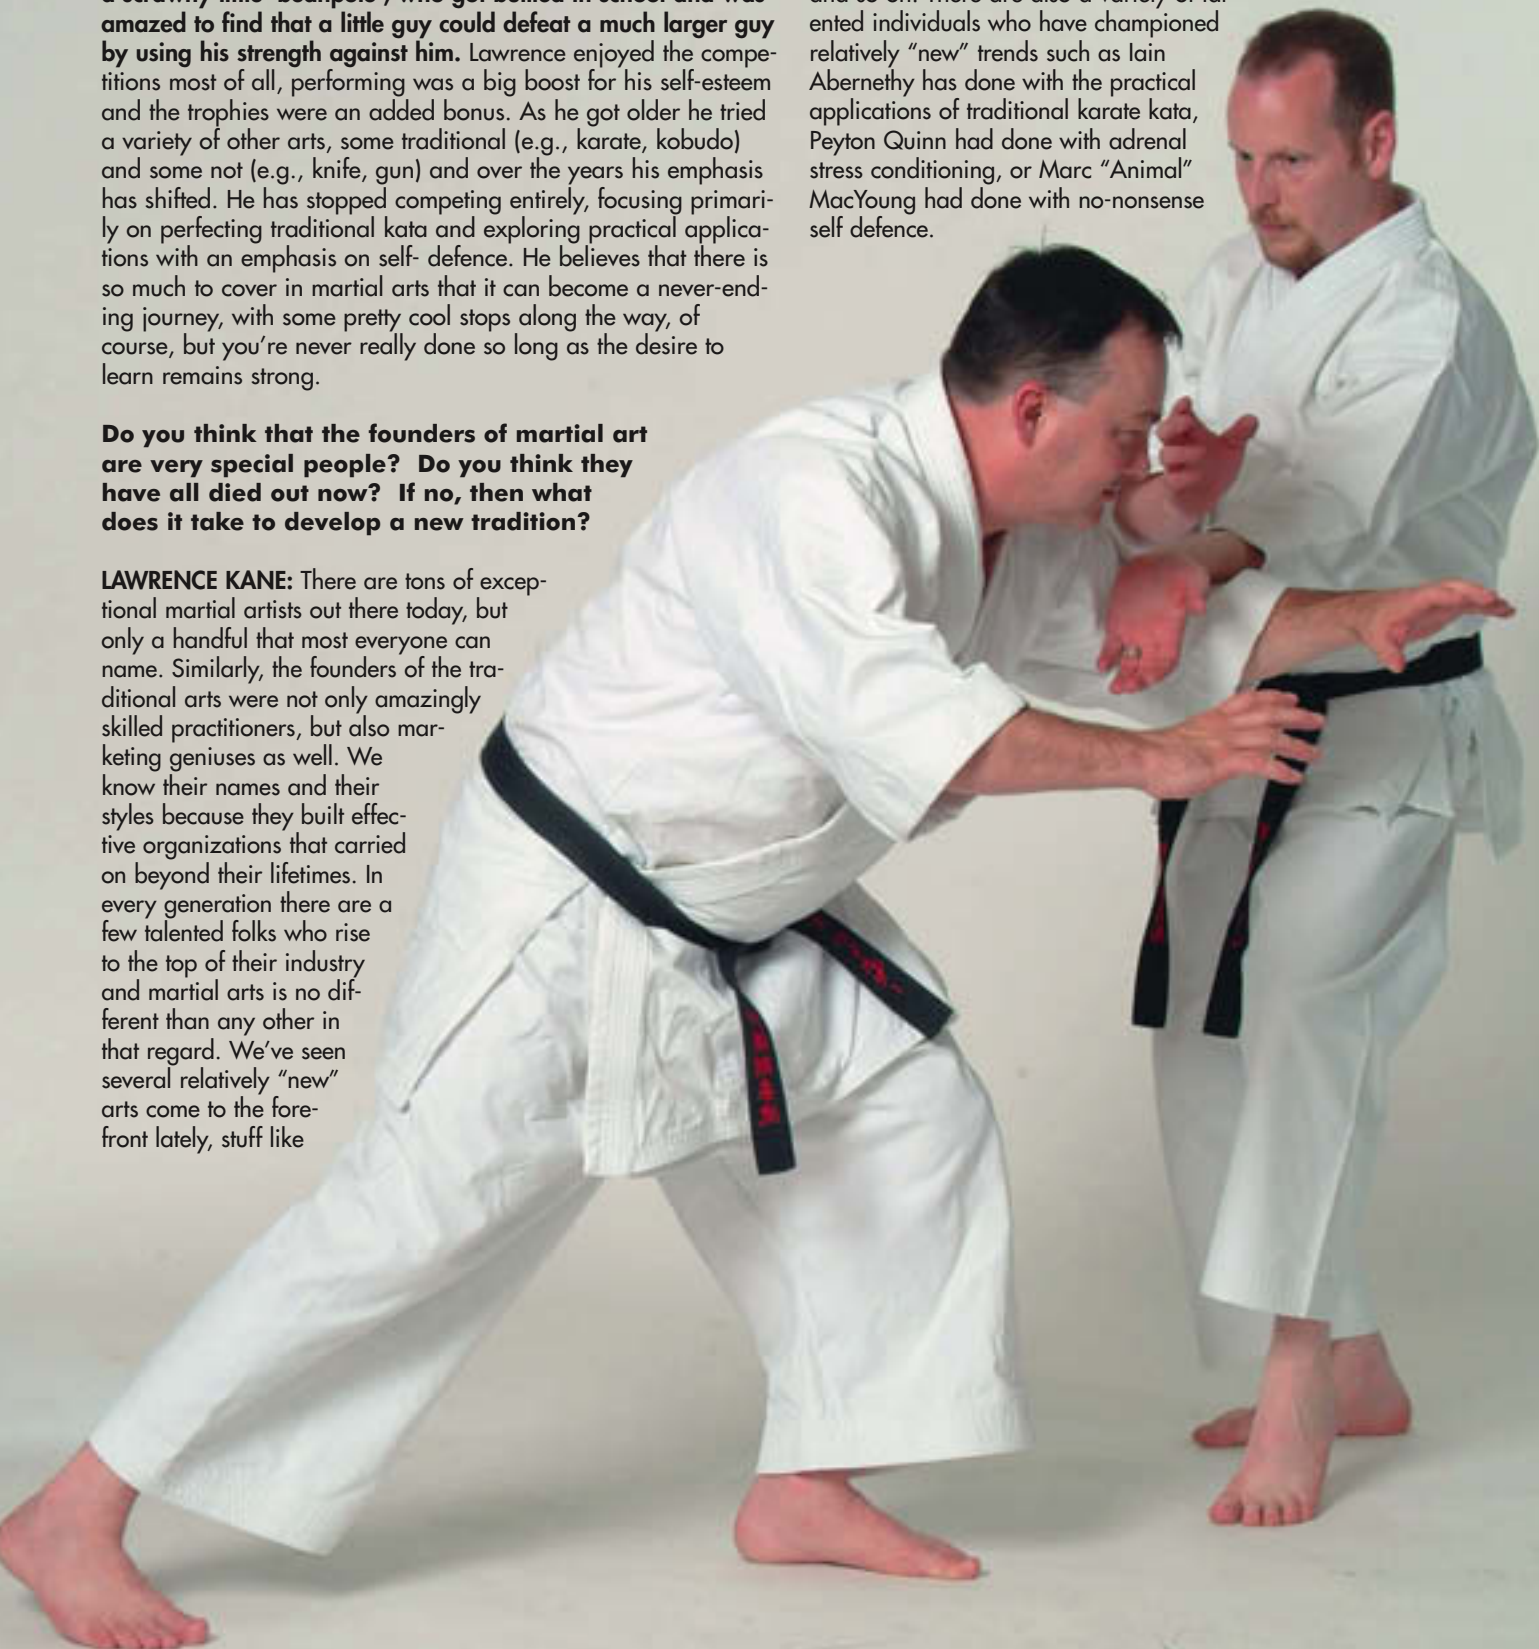 a scrawny little 'beanpole', who got bullied in school and was
amazed to find that a little guy could defeat a much larger guy
by using his strength against him. Lawrence enjoyed the compe-
titions most of all, performing was a big boost for his self-esteem
and the trophies were an added bonus. As he got older he tried
a variety of other arts, some traditional (e.g., karate, kobudo)
and some not (e.g., knife, gun) and over the years his emphasis
has shifted. He has stopped competing entirely, focusing primari-
ly on perfecting traditional kata and exploring practical applica-
tions with an emphasis on self- defence. He believes that there is
so much to cover in martial arts that it can become a never-end-
ing journey, with some pretty cool stops along the way, of
course, but you're never really done so long as the desire to
learn remains strong.
Do you think that the founders of martial art
are very special people? Do you think they
have all died out now? If no, then what
does it take to develop a new tradition?
LAWRENCE KANE: There are tons of excep-
tional martial artists out there today, but
only a handful that most everyone can
name. Similarly, the founders of the tra-
ditional arts were not only amazingly
skilled practitioners, but also mar-
keting geniuses as well. We
know their names and their
styles because they built effec-
tive organizations that carried
on beyond their lifetimes. In
every generation there are a
few talented folks who rise
to the top of their industry
and martial arts is no dif-
ferent than any other in
that regard. We've seen
several relatively "new"
arts come to the fore-
front lately, stuff like
and so on. There are also a variety of tal-
ented individuals who have championed
relatively "new" trends such as Iain
Abernethy has done with the practical
applications of traditional karate kata,
Peyton Quinn had done with adrenal
stress conditioning, or Marc "Animal"
MacYoung had done with no-nonsense
self defence.